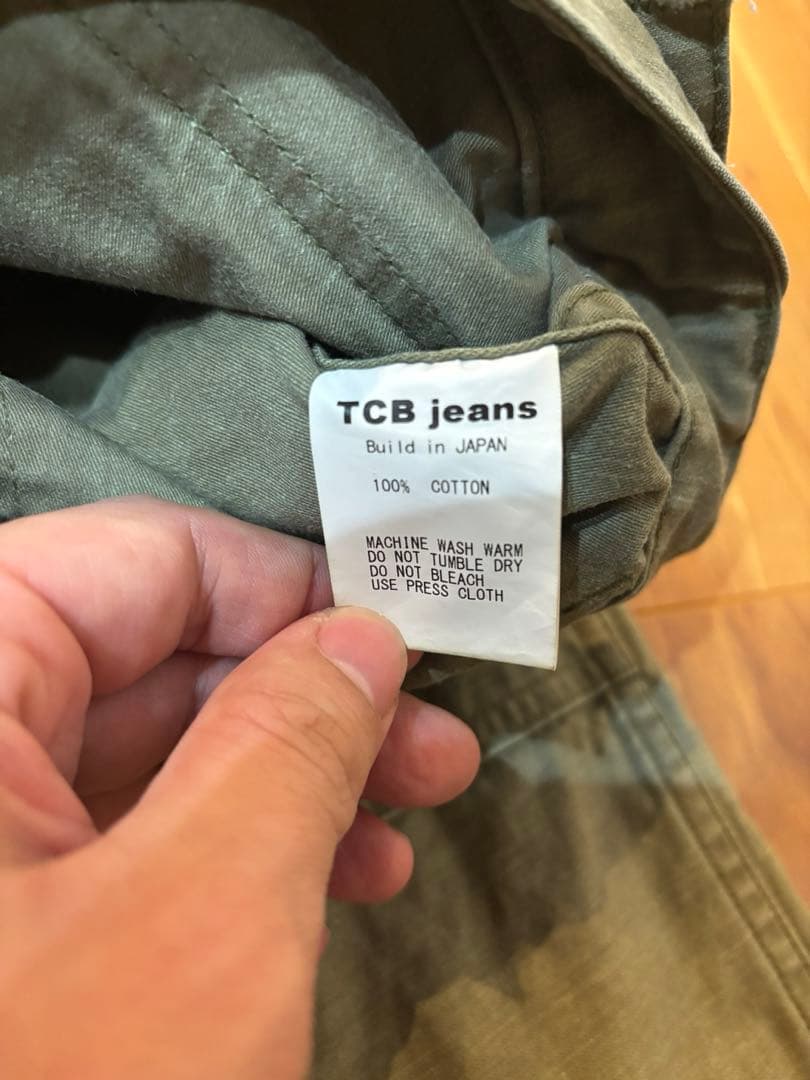 TCB jeans
Build in JAPAN
100% COTTON
MACHINE WASH WARM
DO NOT TUMBLE DRY
DO NOT BLEACH
USE PRESS CLOTH